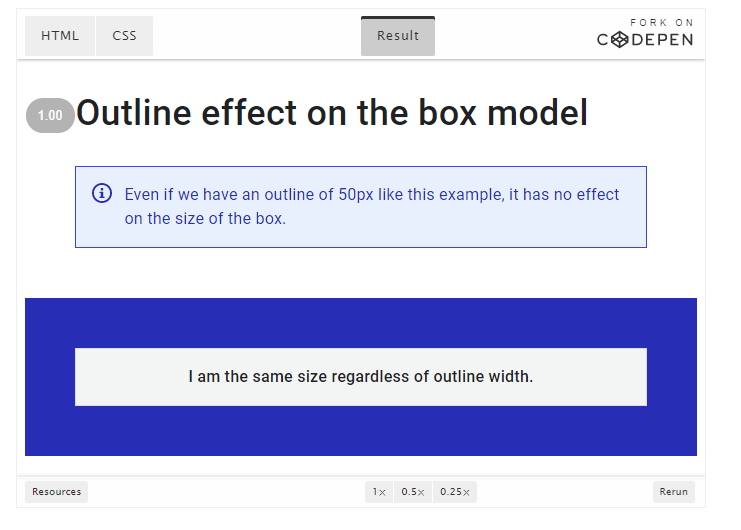 HTML CSS Result FORK ON
CODEPEN
1.00 Outline effect on the box model
Even if we have an outline of 50px like this example, it has no effect
on the size of the box.
I am the same size regardless of outline width.
Resources 1× 0.5× 0.25× Rerun